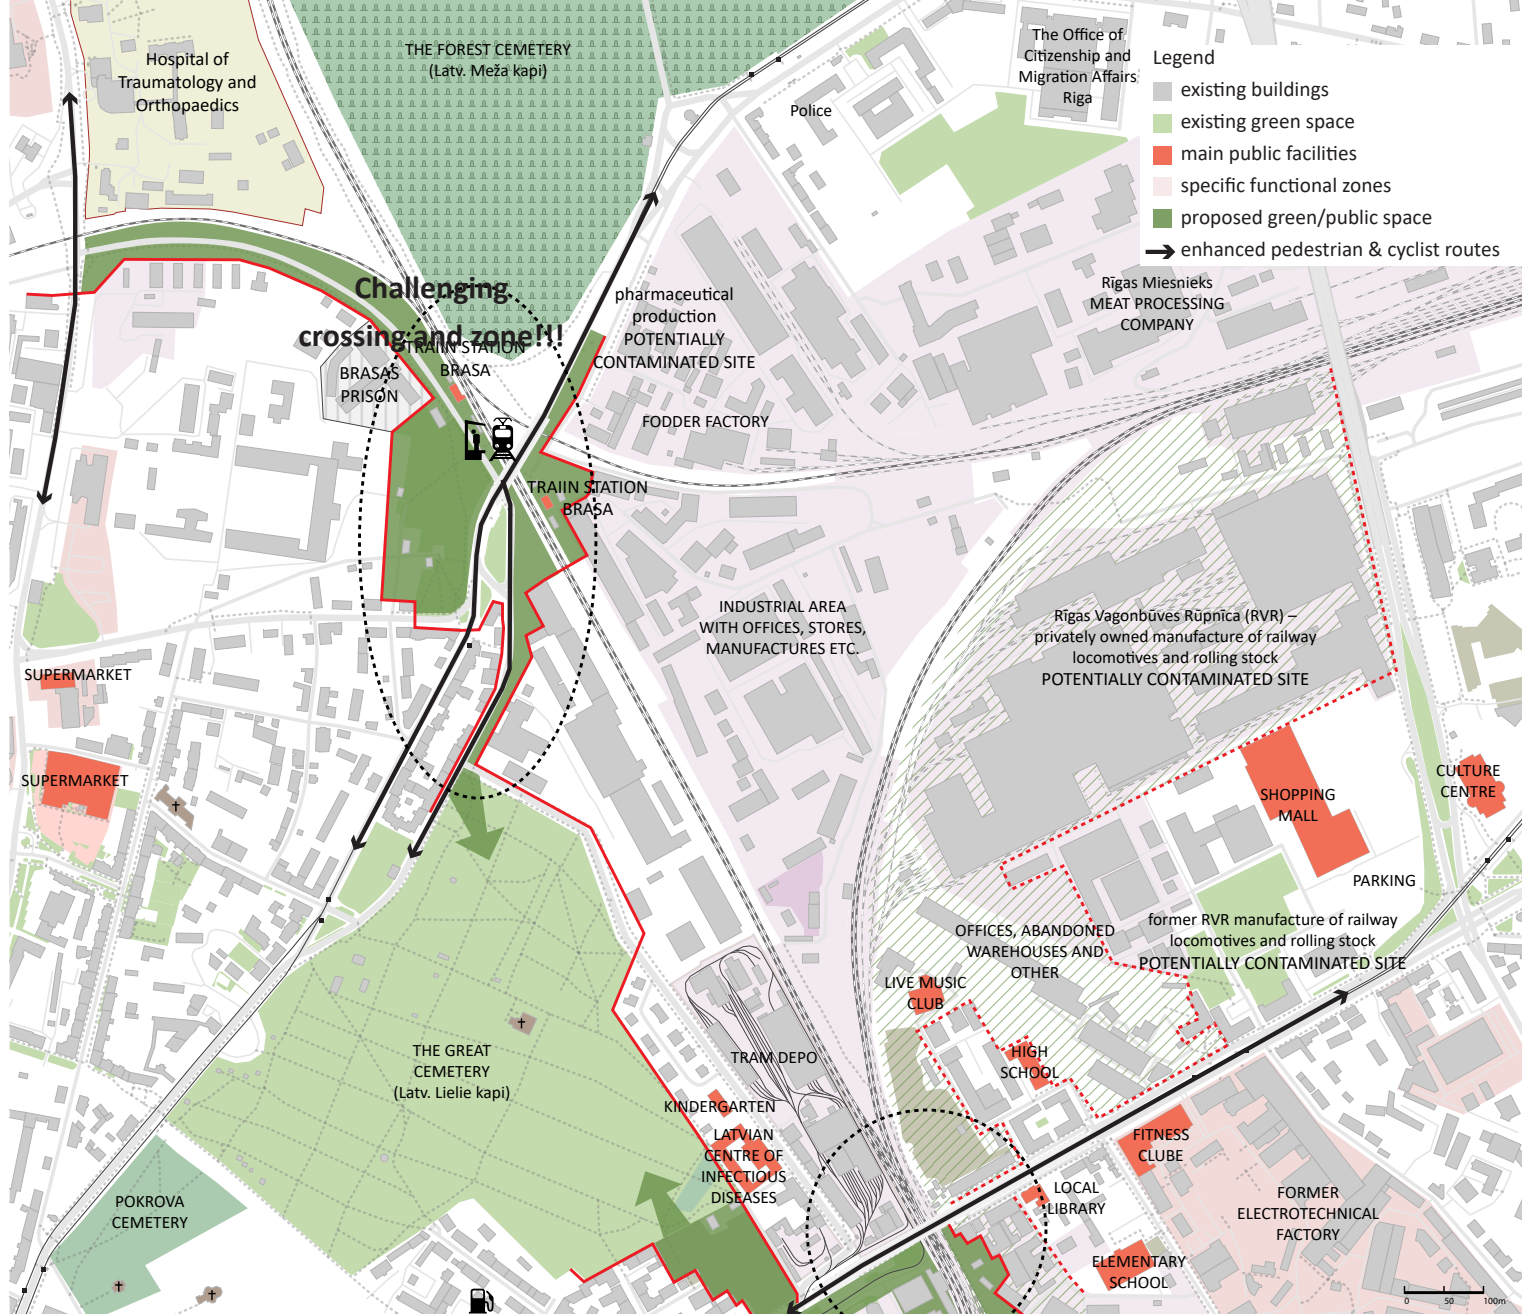 Hospital of
Traumatology and
Orthopaedics
THE FOREST CEMETERY
(Latv. Meža kapi)
Police
The Office of
Citizenship and
Migration Affairs
Riga
Legend
existing buildings
existing green space
main public facilities
specific functional zones
proposed green/public space
enhanced pedestrian & cyclist routes
Challenging
crossing and zone!!!
TRAIIN STATION
BRASA
BRASAS
PRISON
pharmaceutical
production
POTENTIALLY
CONTAMINATED SITE
FODDER FACTORY
Rīgas Miesnieks
MEAT PROCESSING
COMPANY
TRAIIN STATION
BRASA
INDUSTRIAL AREA
WITH OFFICES, STORES,
MANUFACTURES ETC.
Rīgas Vagonbūves Rūpnīca (RVR) –
privately owned manufacture of railway
locomotives and rolling stock
POTENTIALLY CONTAMINATED SITE
SUPERMARKET
SUPERMARKET
SHOPPING
MALL
CULTURE
CENTRE
PARKING
former RVR manufacture of railway
locomotives and rolling stock
POTENTIALLY CONTAMINATED SITE
OFFICES, ABANDONED
WAREHOUSES AND
OTHER
LIVE MUSIC
CLUB
HIGH
SCHOOL
TRAM DEPO
THE GREAT
CEMETERY
(Latv. Lielie kapi)
KINDERGARTEN
LATVIAN
CENTRE OF
INFECTIOUS
DISEASES
FITNESS
CLUBE
LOCAL
LIBRARY
FORMER
ELECTROTECHNICAL
FACTORY
ELEMENTARY
SCHOOL
POKROVA
CEMETERY
0 50 100m